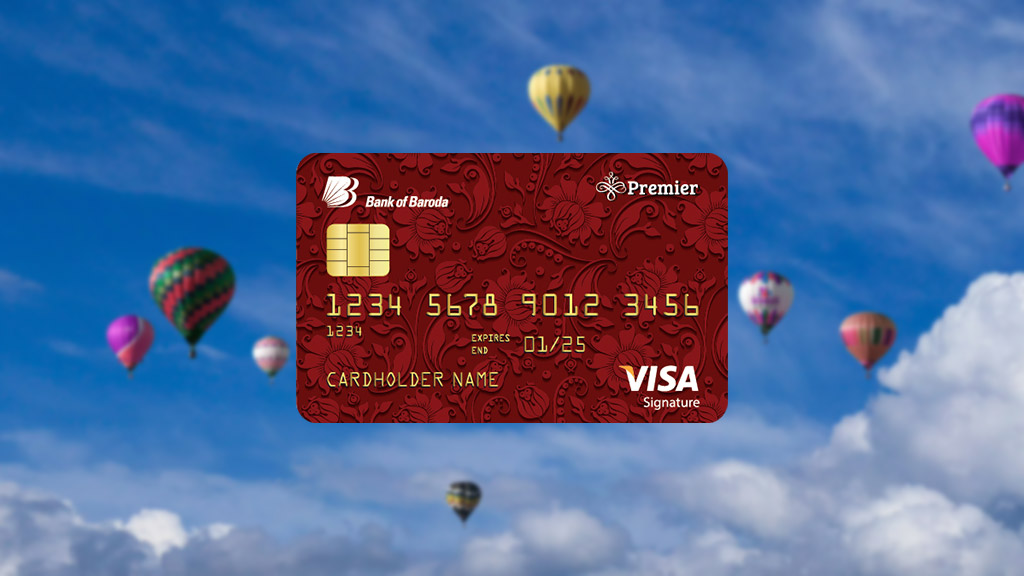 Bank of Baroda
Premier
1234 5678 9012 3456
1234
EXPIRES
END
01/25
CARDHOLDER NAME
VISA
Signature